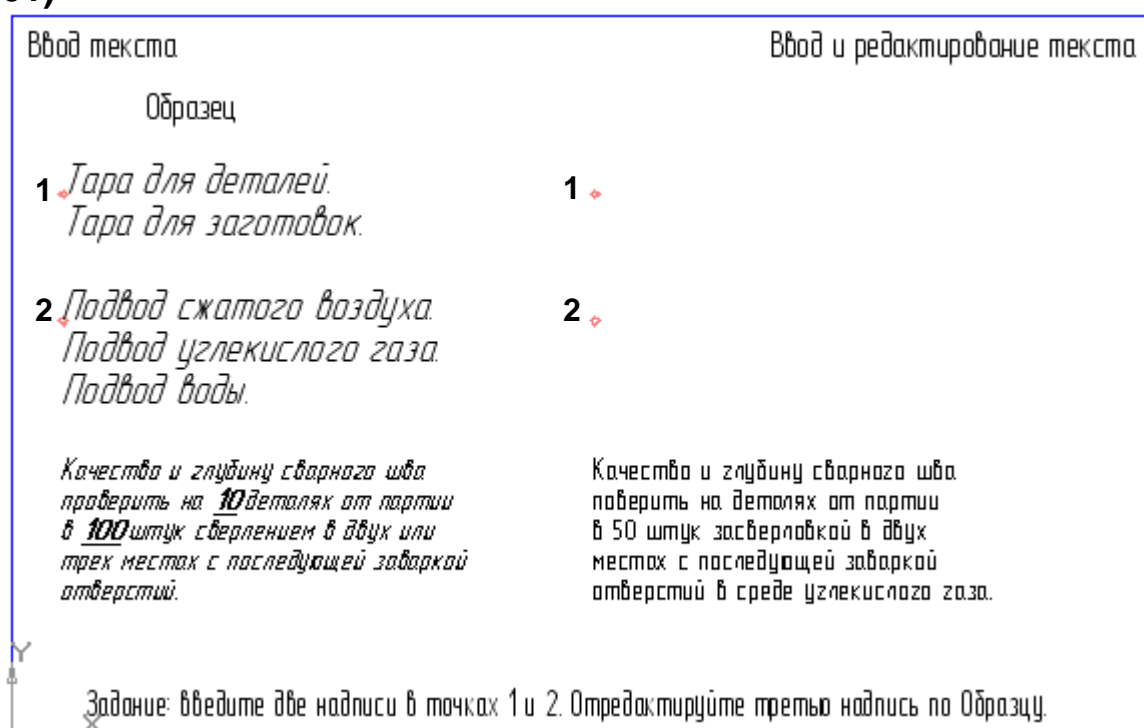 Ввод текста
Ввод и редактирование текста
Образец
1 Тара для деталей.
Тара для заготовок.
1
2 Подвод сжатого воздуха.
Подвод углекислого газа.
Подвод воды.
2
Качество и глубину сварного шва
проверить на 10 деталях от партии
в 100 штук сверлением в двух или
трех местах с последующей заваркой
отверстий.
Качество и глубину сварного шва
поверить на деталях от партии
в 50 штук засверловкой в двух
местах с последующей заваркой
отверстий в среде углекислого газа..
Y
X
Задание: введите две надписи в точках 1 и 2. Отредактируйте третью надпись по Образцу.